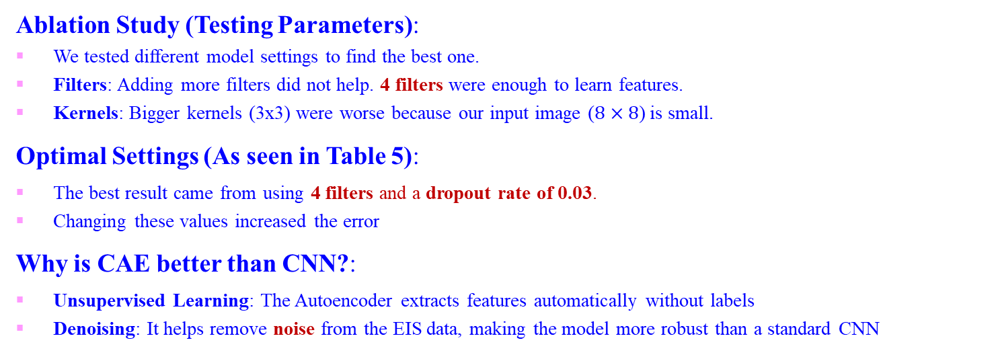 Ablation Study (Testing Parameters):
▪ We tested different model settings to find the best one.
▪ Filters: Adding more filters did not help. 4 filters were enough to learn features.
▪ Kernels: Bigger kernels (3x3) were worse because our input image (8 × 8) is small.
Optimal Settings (As seen in Table 5):
▪ The best result came from using 4 filters and a dropout rate of 0.03.
▪ Changing these values increased the error
Why is CAE better than CNN?:
▪ Unsupervised Learning: The Autoencoder extracts features automatically without labels
▪ Denoising: It helps remove noise from the EIS data, making the model more robust than a standard CNN